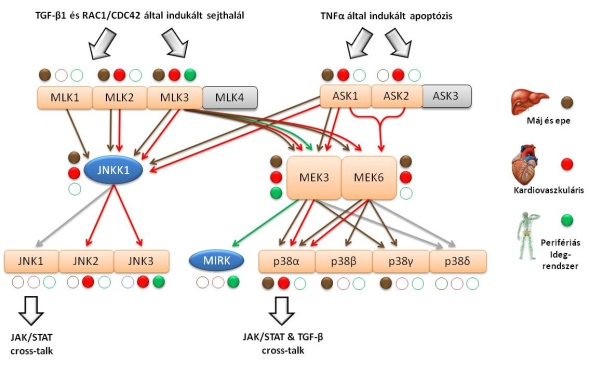 TGF-β1 és RAC1/CDC42 által indukált sejthalál
TNFα által indukált apoptózis
MLK1
MLK2
MLK3
MLK4
ASK1
ASK2
ASK3
Máj és epe
JNKK1
MEK3
MEK6
Kardiovaszkuláris
Perifériás
Ideg-
rendszer
JNK1
JNK2
JNK3
MIRK
p38α
p38β
p38γ
p38δ
JAK/STAT
cross-talk
JAK/STAT & TGF-β
cross-talk